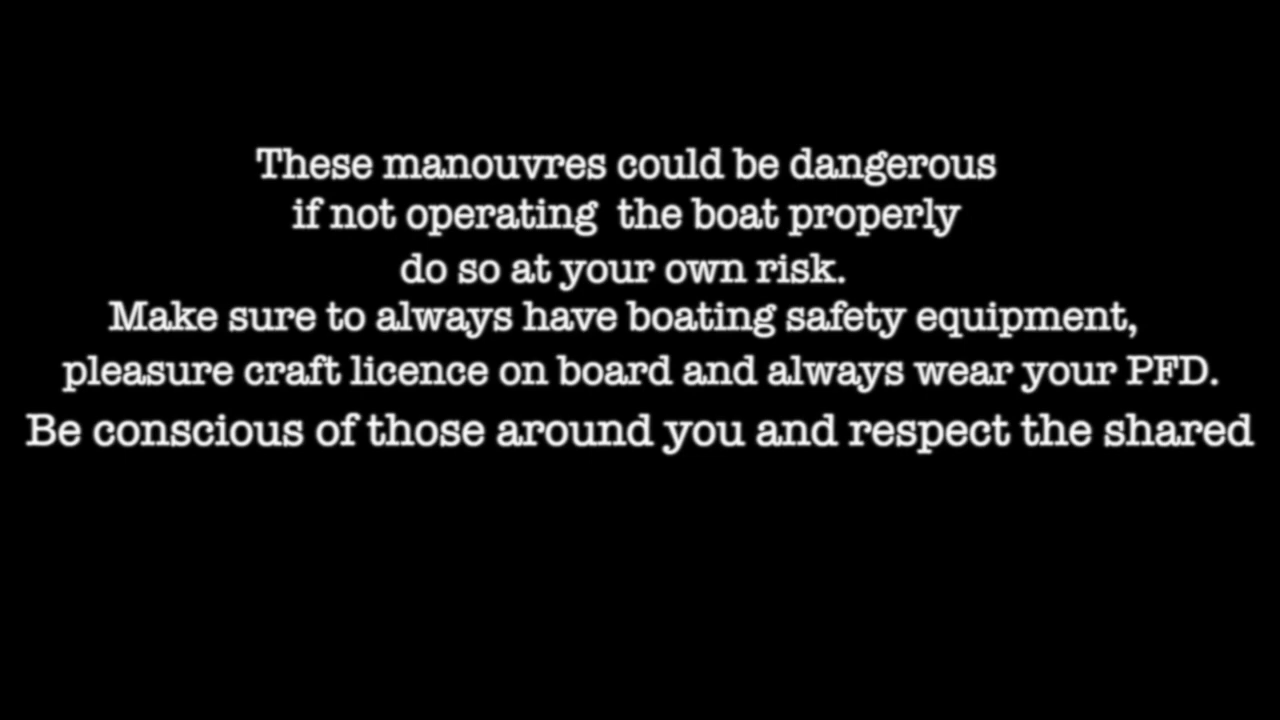 These manouvres could be dangerous
if not operating  the boat properly
do so at your own risk.
Make sure to always have boating safety equipment,
pleasure craft licence on board and always wear your PFD.
Be conscious of those around you and respect the shared